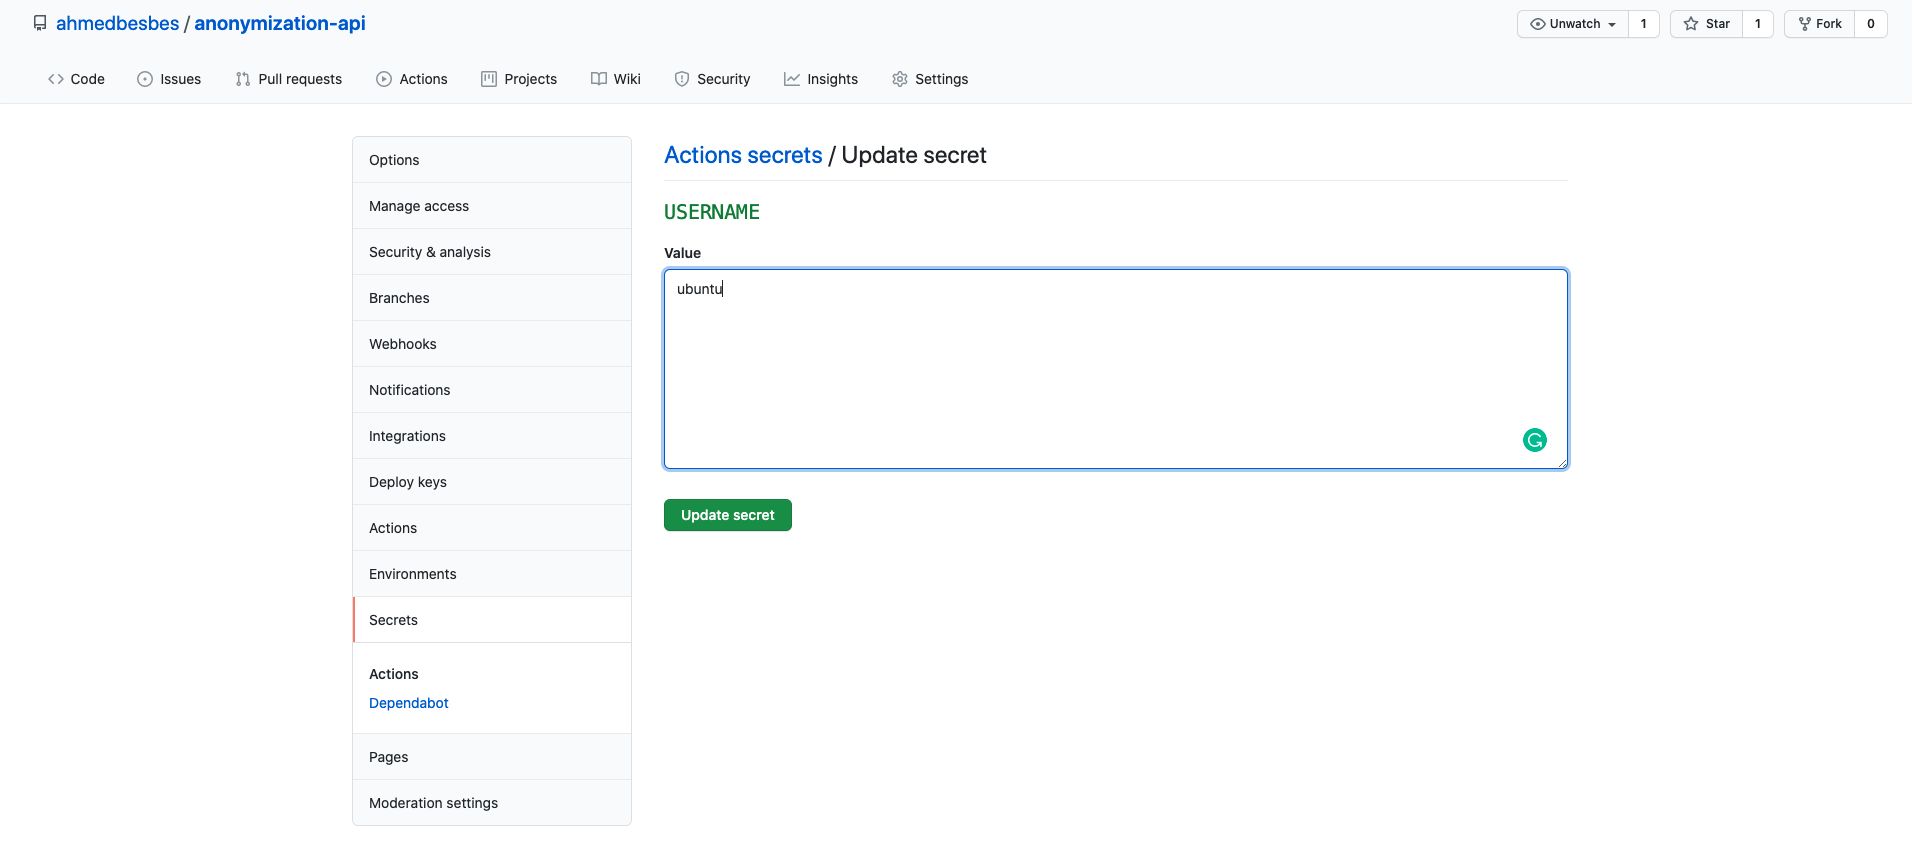 ahmedbesbes / anonymization-api
Unwatch 1 Star 1 Fork 0
Code Issues Pull requests Actions Projects Wiki Security Insights Settings
Options
Manage access
Security & analysis
Branches
Webhooks
Notifications
Integrations
Deploy keys
Actions
Environments
Secrets
Actions
Dependabot
Pages
Moderation settings
Actions secrets / Update secret
USERNAME
Value
ubuntu
Update secret